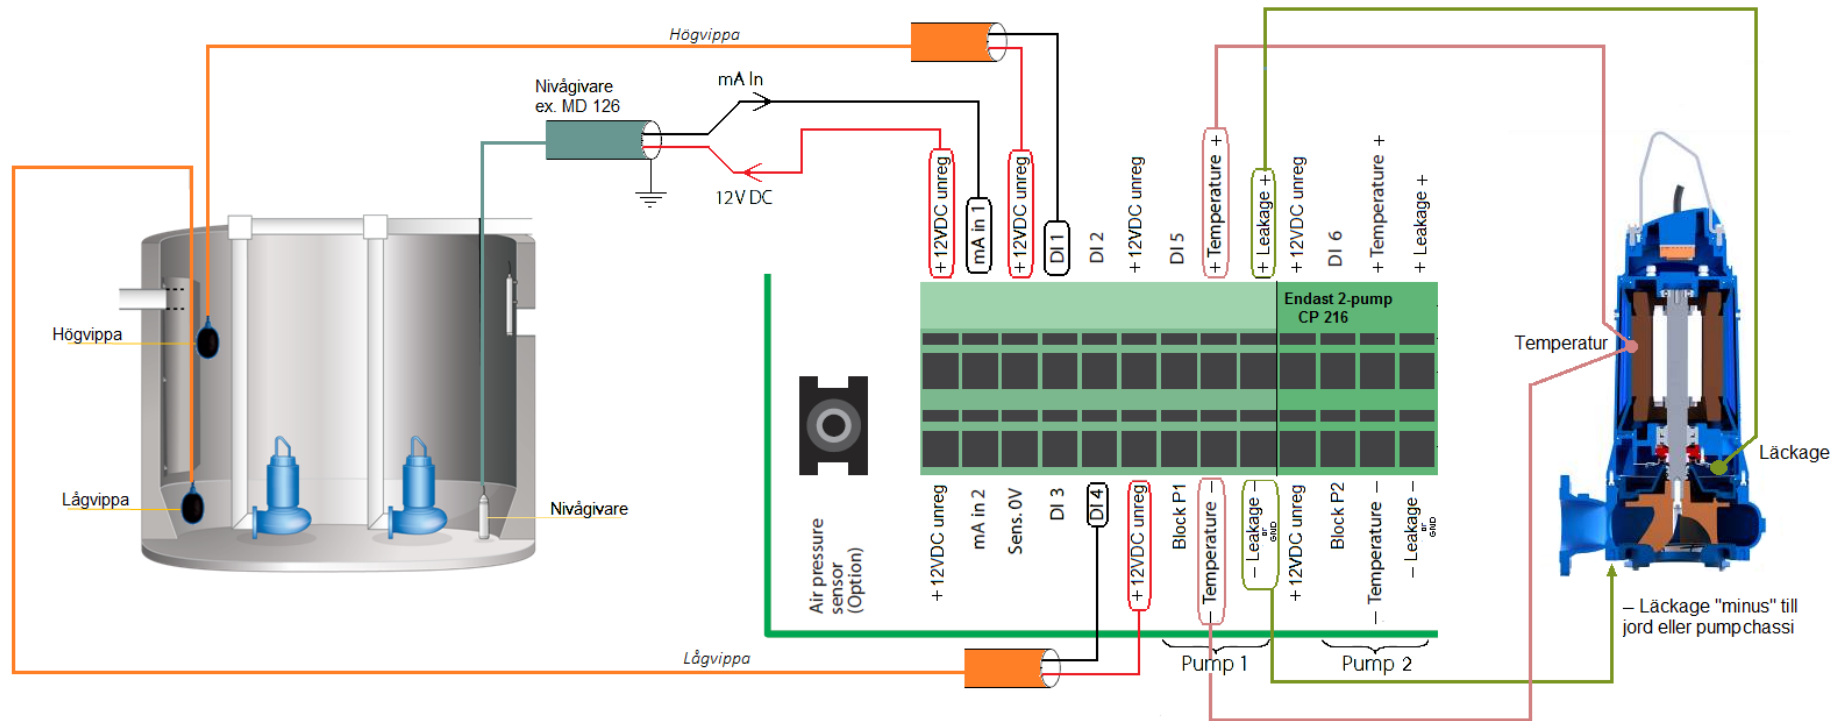 Högvippa
Nivågivare
ex. MD 126
mA In
12V DC
Högvippa
Lågvippa
Nivågivare
+ 12VDC unreg
mA in 1
+ 12VDC unreg
DI 1
DI 2
+ 12VDC unreg
DI 5
+ Temperature +
+ Leakage +
+ 12VDC unreg
DI 6
+ Temperature +
+ Leakage +
Endast 2-pump
CP 216
Temperatur
Läckage
Air pressure
sensor
(Option)
+ 12VDC unreg
mA in 2
Sens. 0V
DI 3
DI 4
+ 12VDC unreg
Block P1
– Temperature –
– Leakage –
GND
+ 12VDC unreg
Block P2
– Temperature –
– Leakage –
GND
– Läckage "minus" till
jord eller pumpchassi
Lågvippa
Pump 1
Pump 2